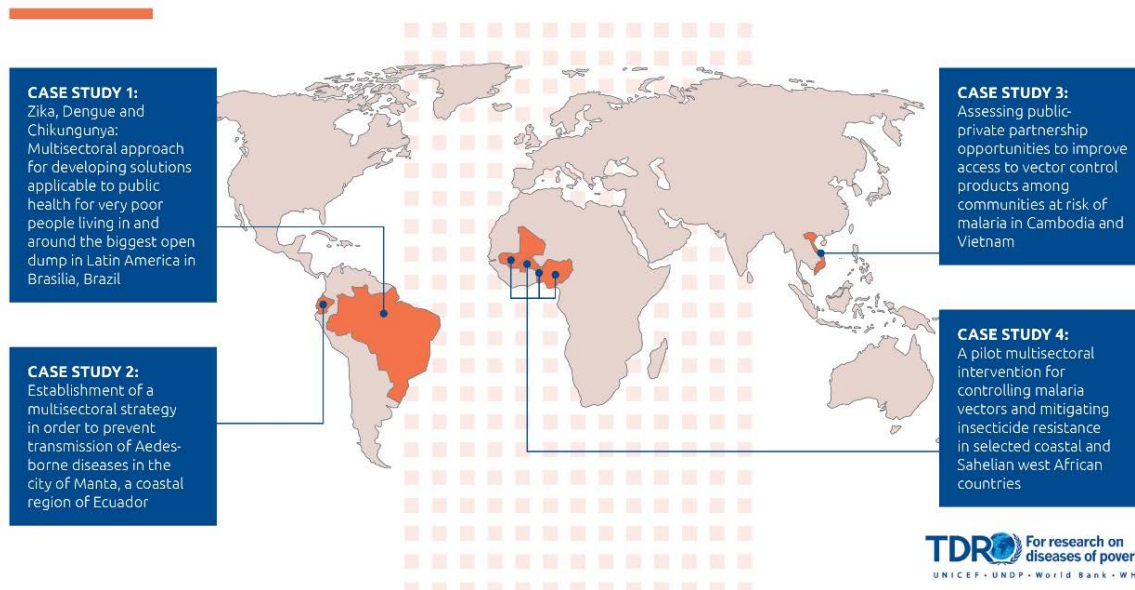 CASE STUDY 1:
Zika, Dengue and
Chikungunya:
Multisectoral approach
for developing solutions
applicable to public
health for very poor
people living in and
around the biggest open
dump in Latin America in
Brasilia, Brazil
CASE STUDY 2:
Establishment of a
multisectoral strategy
in order to prevent
transmission of Aedes-
borne diseases in the
city of Manta, a coastal
region of Ecuador
CASE STUDY 3:
Assessing public-
private partnership
opportunities to improve
access to vector control
products among
communities at risk of
malaria in Cambodia and
Vietnam
CASE STUDY 4:
A pilot multisectoral
intervention for
controlling malaria
vectors and mitigating
insecticide resistance
in selected coastal and
Sahelian west African
countries
TDR For research on
diseases of pover
UNICEF • UNDP • World Bank • WH